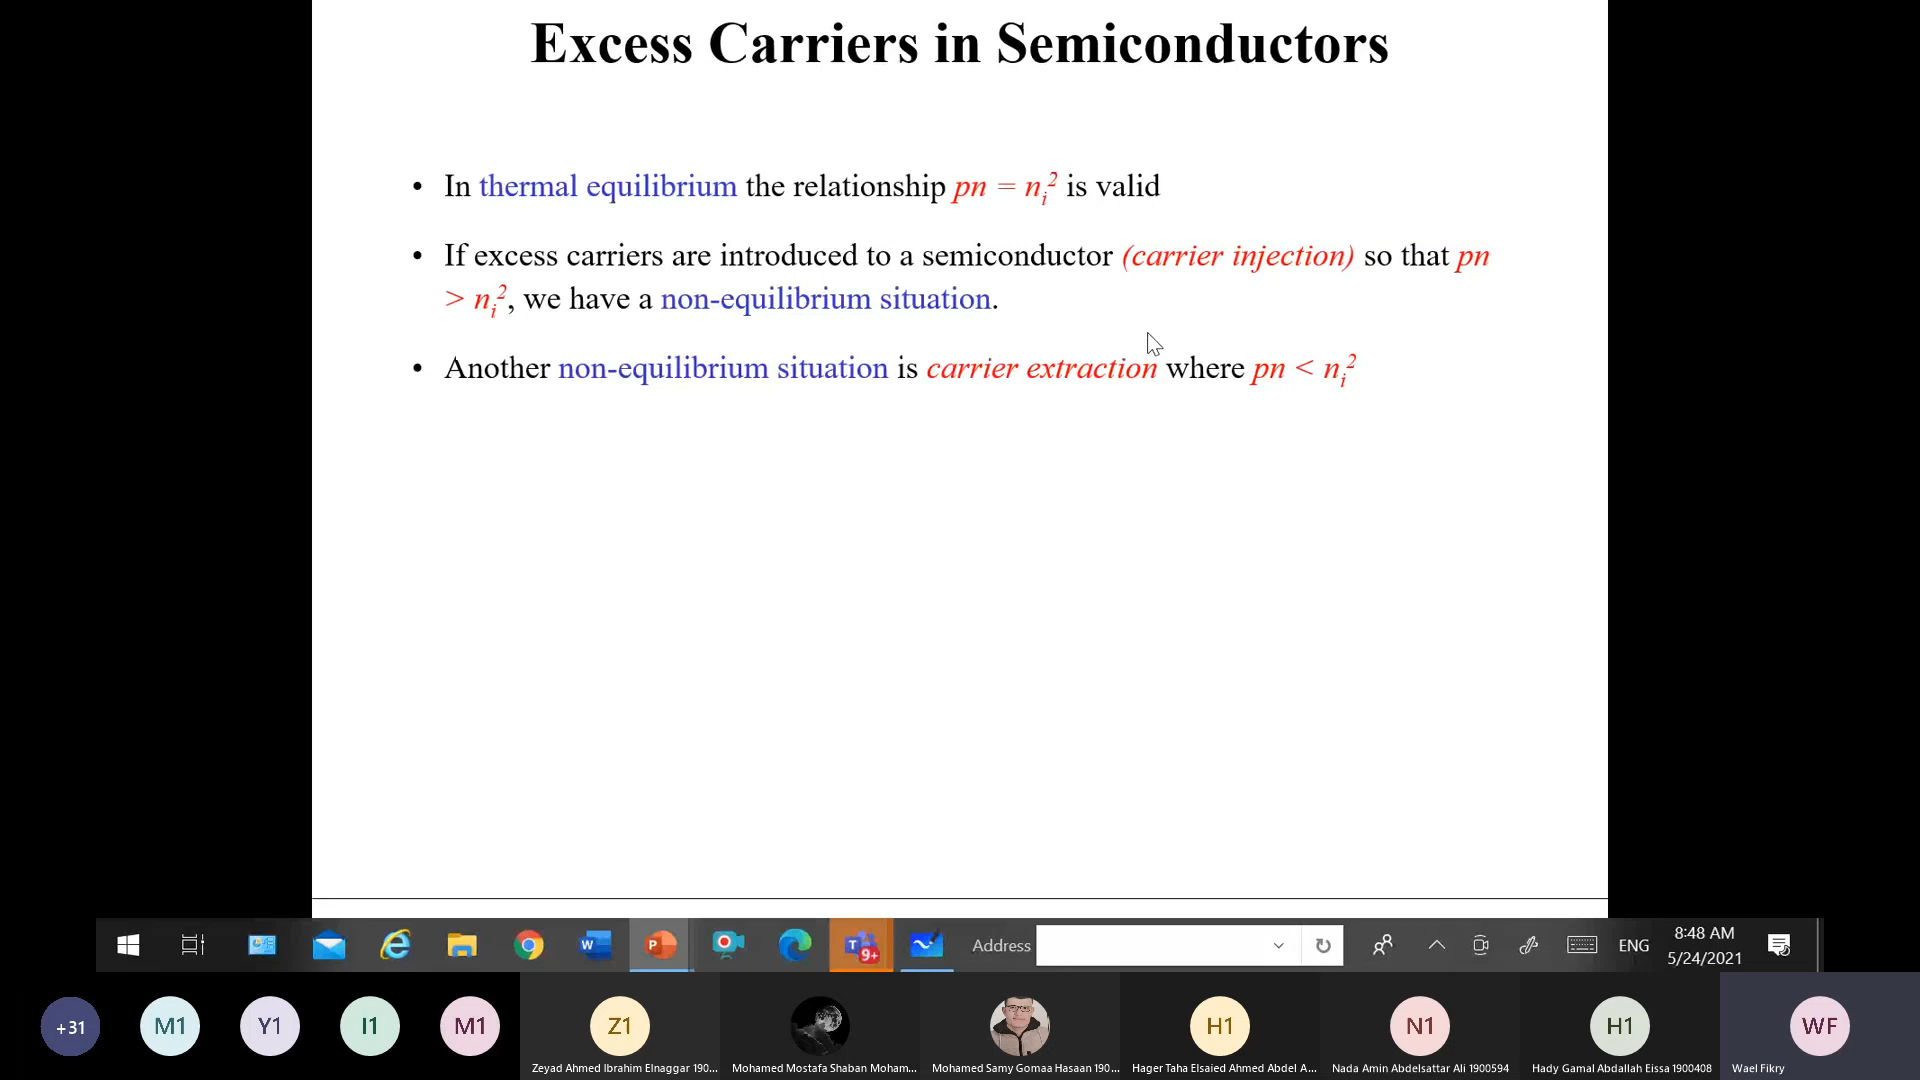 Excess Carriers in Semiconductors
• In thermal equilibrium the relationship pn = nᵢ² is valid
• If excess carriers are introduced to a semiconductor (carrier injection) so that pn
> nᵢ², we have a non-equilibrium situation.
• Another non-equilibrium situation is carrier extraction where pn < nᵢ²
Address
9+
ENG
8:48 AM
5/24/2021
+31
M1
Y1
I1
M1
Z1
H1
N1
H1
WF
Zeyad Ahmed Ibrahim Elnaggar 190...
Mohamed Mostafa Shaban Moham...
Mohamed Samy Gomaa Hasaan 190...
Hager Taha Elsaied Ahmed Abdel A...
Nada Amin Abdelsattar Ali 1900594
Hady Gamal Abdallah Eissa 1900408
Wael Fikry